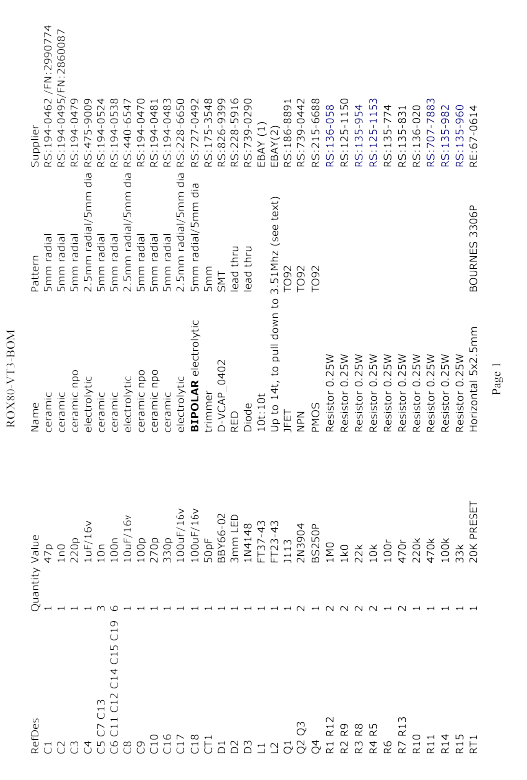 ROX80-VT3-BOM
RefDes Quantity Value Name Pattern Supplier
C1 1 47p ceramic 5mm radial RS:194-0462 /FN:2990774
C2 1 1n0 ceramic 5mm radial RS:194-0495/FN:2860087
C3 1 220p ceramic npo 5mm radial RS:194-0479
C4 1 1uF/16v electrolytic 2.5mm radial/5mm dia RS:475-9009
C5 C7 C13 3 10n ceramic 5mm radial RS:194-0524
C6 C11 C12 C14 C15 C19 6 100n ceramic 5mm radial RS:194-0538
C8 1 10uF/16v electrolytic 2.5mm radial/5mm dia RS:440-6547
C9 1 100p ceramic npo 5mm radial RS:194-0470
C10 1 270p ceramic npo 5mm radial RS:194-0481
C16 1 330p ceramic 5mm radial RS:194-0483
C17 1 100uF/16v electrolytic 2.5mm radial/5mm dia RS:228-6650
C18 1 100uF/16v BIPOLAR electrolytic 5mm radial/5mm dia RS:727-0492
CT1 1 50pF trimmer 5mm RS:175-3548
D1 1 BBY66-02 D-VCAP_0402 SMT RS:826-9399
D2 1 3mm LED RED lead thru RS:228-5916
D3 1 1N4148 Diode lead thru RS:739-0290
L1 1 FT37-43 10t:10t EBAY (1)
L2 1 FT23-43 Up to 14t, to pull down to 3.51Mhz (see text) EBAY(2)
Q1 1 J113 JFET TO92 RS:186-8891
Q2 Q3 2 2N3904 NPN TO92 RS:739-0442
Q4 1 BS250P PMOS TO92 RS:215-6688
R1 R12 2 1M0 Resistor 0.25W RS:136-058
R2 R9 2 1k0 Resistor 0.25W RS:125-1150
R3 R8 2 22k Resistor 0.25W RS:135-954
R4 R5 2 10k Resistor 0.25W RS:125-1153
R6 1 100r Resistor 0.25W RS:135-774
R7 R13 2 470r Resistor 0.25W RS:135-831
R10 1 220k Resistor 0.25W RS:136-020
R11 1 470k Resistor 0.25W RS:707-7883
R14 1 100k Resistor 0.25W RS:135-982
R15 1 33k Resistor 0.25W RS:135-960
RT1 1 20K PRESET Horizontal 5x2.5mm BOURNES 3306P RE:67-0614
Page 1